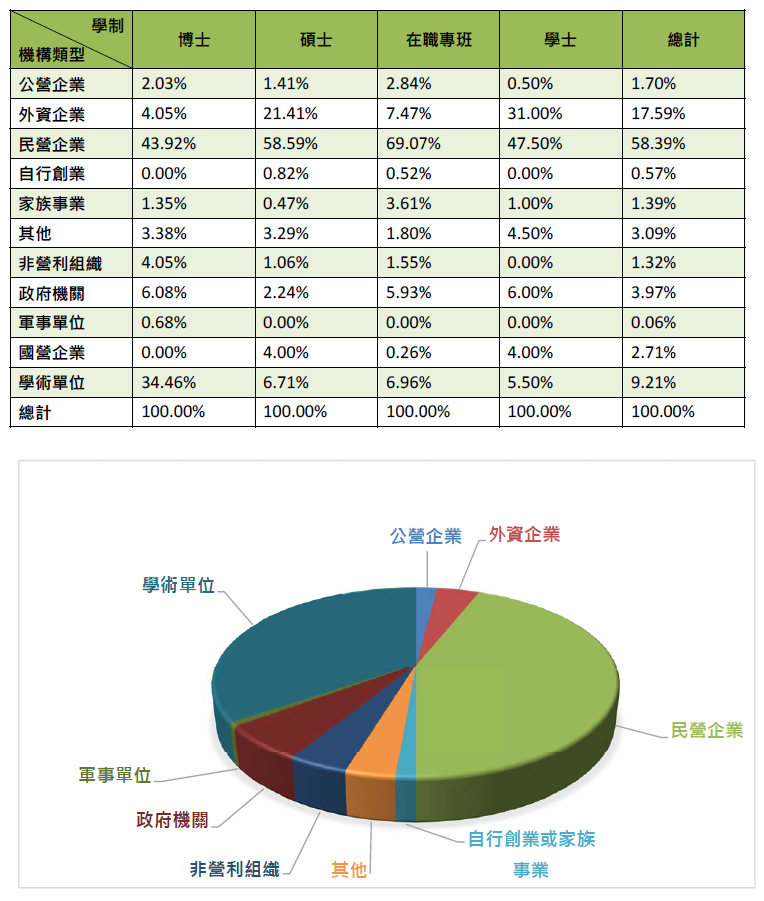 學制
機構類型 博士 碩士 在職專班 學士 總計
公營企業 2.03% 1.41% 2.84% 0.50% 1.70%
外資企業 4.05% 21.41% 7.47% 31.00% 17.59%
民營企業 43.92% 58.59% 69.07% 47.50% 58.39%
自行創業 0.00% 0.82% 0.52% 0.00% 0.57%
家族事業 1.35% 0.47% 3.61% 1.00% 1.39%
其他 3.38% 3.29% 1.80% 4.50% 3.09%
非營利組織 4.05% 1.06% 1.55% 0.00% 1.32%
政府機關 6.08% 2.24% 5.93% 6.00% 3.97%
軍事單位 0.68% 0.00% 0.00% 0.00% 0.06%
國營企業 0.00% 4.00% 0.26% 4.00% 2.71%
學術單位 34.46% 6.71% 6.96% 5.50% 9.21%
總計 100.00% 100.00% 100.00% 100.00% 100.00%
公營企業
外資企業
學術單位
民營企業
軍事單位
政府機關
非營利組織
其他
自行創業或家族
事業